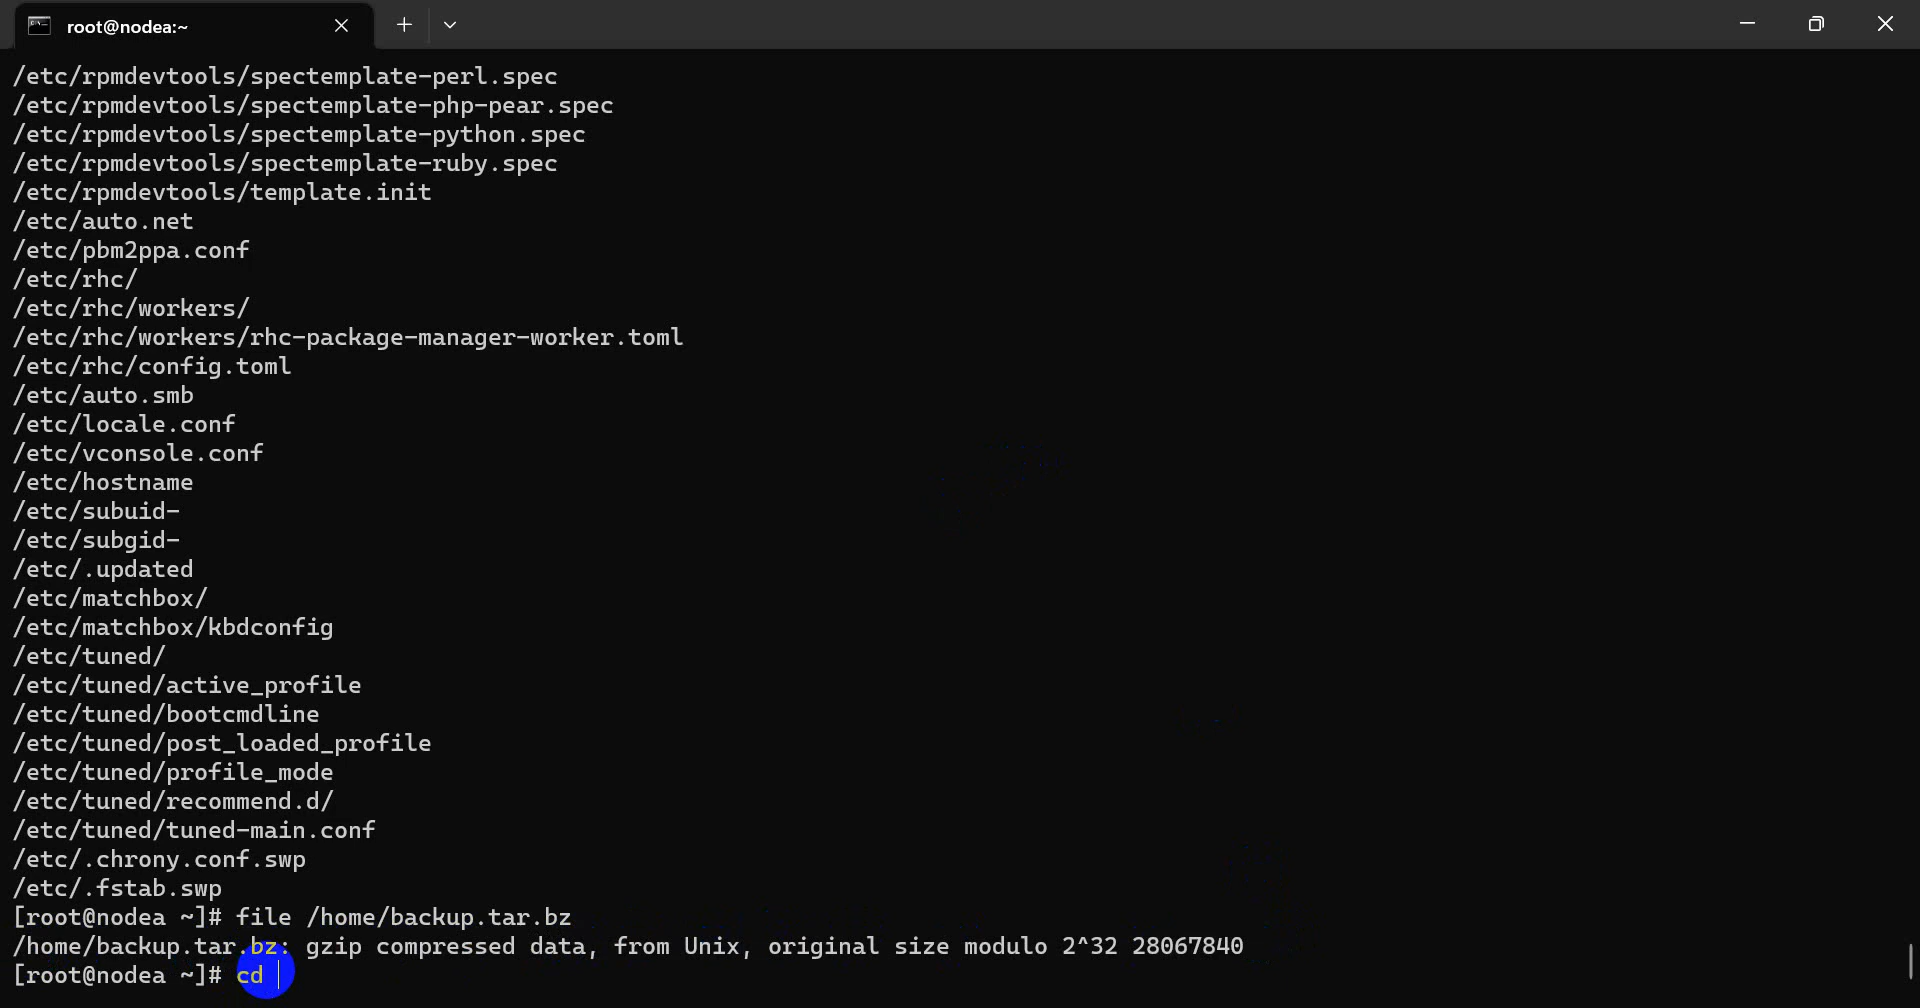 root@nodea:~
/etc/rpmdevtools/spectemplate-perl.spec
/etc/rpmdevtools/spectemplate-php-pear.spec
/etc/rpmdevtools/spectemplate-python.spec
/etc/rpmdevtools/spectemplate-ruby.spec
/etc/rpmdevtools/template.init
/etc/auto.net
/etc/pbm2ppa.conf
/etc/rhc/
/etc/rhc/workers/
/etc/rhc/workers/rhc-package-manager-worker.toml
/etc/rhc/config.toml
/etc/auto.smb
/etc/locale.conf
/etc/vconsole.conf
/etc/hostname
/etc/subuid-
/etc/subgid-
/etc/.updated
/etc/matchbox/
/etc/matchbox/kbdconfig
/etc/tuned/
/etc/tuned/active_profile
/etc/tuned/bootcmdline
/etc/tuned/post_loaded_profile
/etc/tuned/profile_mode
/etc/tuned/recommend.d/
/etc/tuned/tuned-main.conf
/etc/.chrony.conf.swp
/etc/.fstab.swp
[root@nodea ~]# file /home/backup.tar.bz
/home/backup.tar.bz: gzip compressed data, from Unix, original size modulo 2^32 28067840
[root@nodea ~]# cd